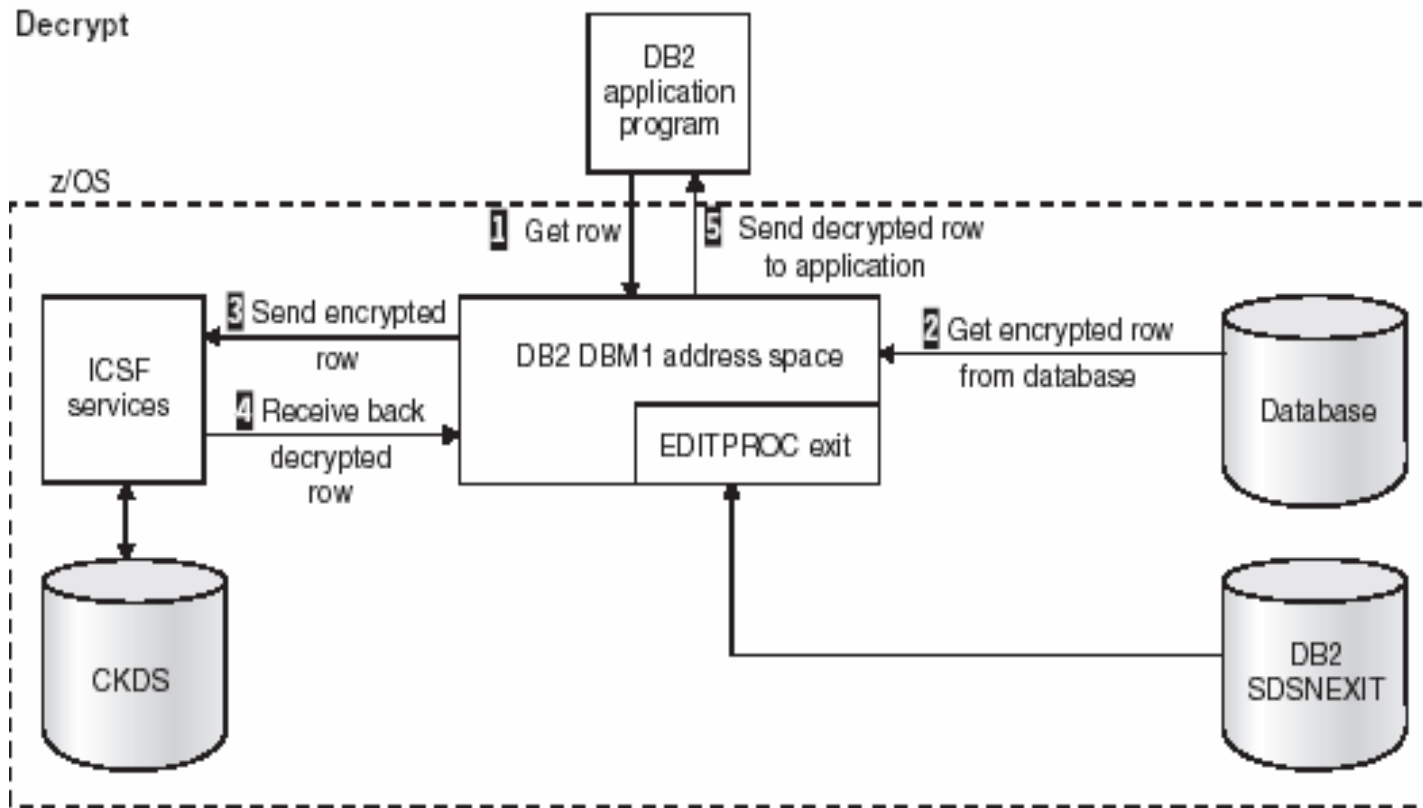 Decrypt
DB2
application
program
z/OS
1 Get row
5 Send decrypted row
to application
3 Send encrypted
row
ICSF
services
4 Receive back
decrypted
row
DB2 DBM1 address space
EDITPROC exit
2 Get encrypted row
from database
Database
CKDS
DB2
SDSNEXIT